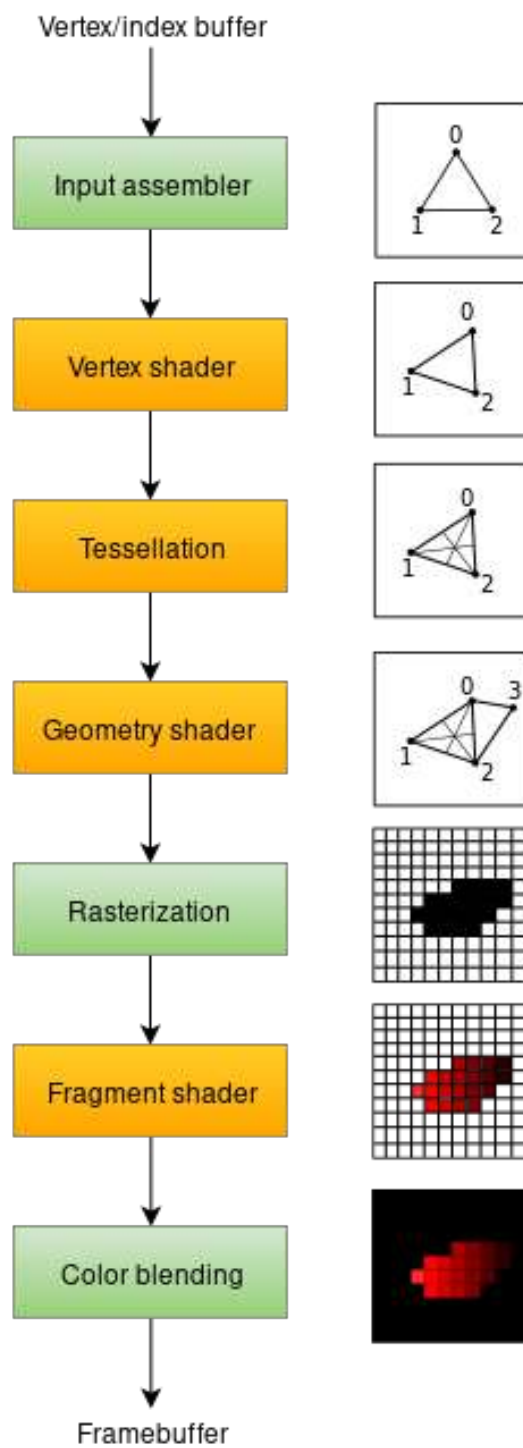 Vertex/index buffer
Input assembler
0
1
2
Vertex shader
0
1
2
Tessellation
0
1
2
Geometry shader
0
3
1
2
Rasterization
Fragment shader
Color blending
Framebuffer